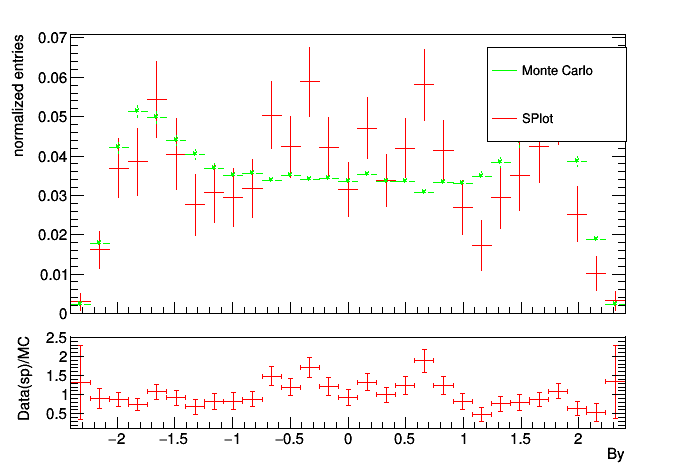 normalized entries
0.07
0.06
0.05
0.04
0.03
0.02
0.01
0
Monte Carlo
SPlot
Data(sp)/MC
2.5
2
1.5
1
0.5
−2 −1.5 −1 −0.5 0 0.5 1 1.5 2
By